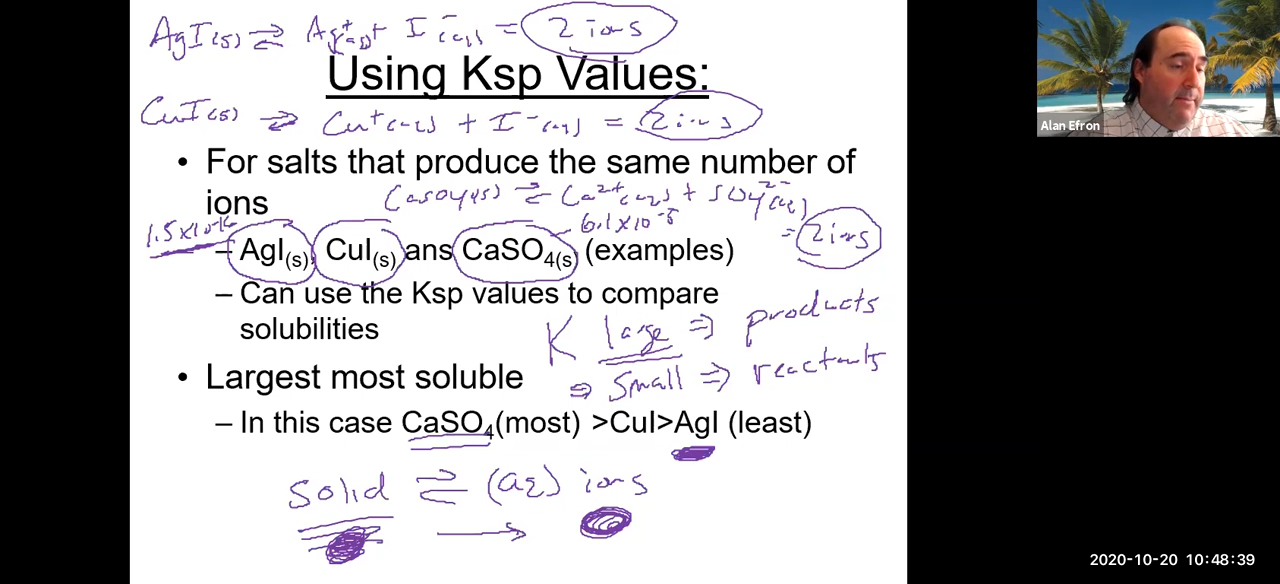 AgI(s) ⇌ Ag+(aq) + I-(aq) = 2 ions
Using Ksp Values:
CuI(s) ⇌ Cu+(aq) + I-(aq) = 2 ions
• For salts that produce the same number of
ions
CaSO4(s) ⇌ Ca2+(aq) + SO42-(aq)
= 2 ions
1.5x10-16
6.1x10-5
– AgI(s), CuI(s) ans CaSO4(s) (examples)
– Can use the Ksp values to compare
solubilities
K large ⇒ products
⇒ small ⇒ reactants
• Largest most soluble
– In this case CaSO4(most) >CuI>AgI (least)
solid ⇌ (aq) ions
→
Alan Efron
2020-10-20 10:48:39